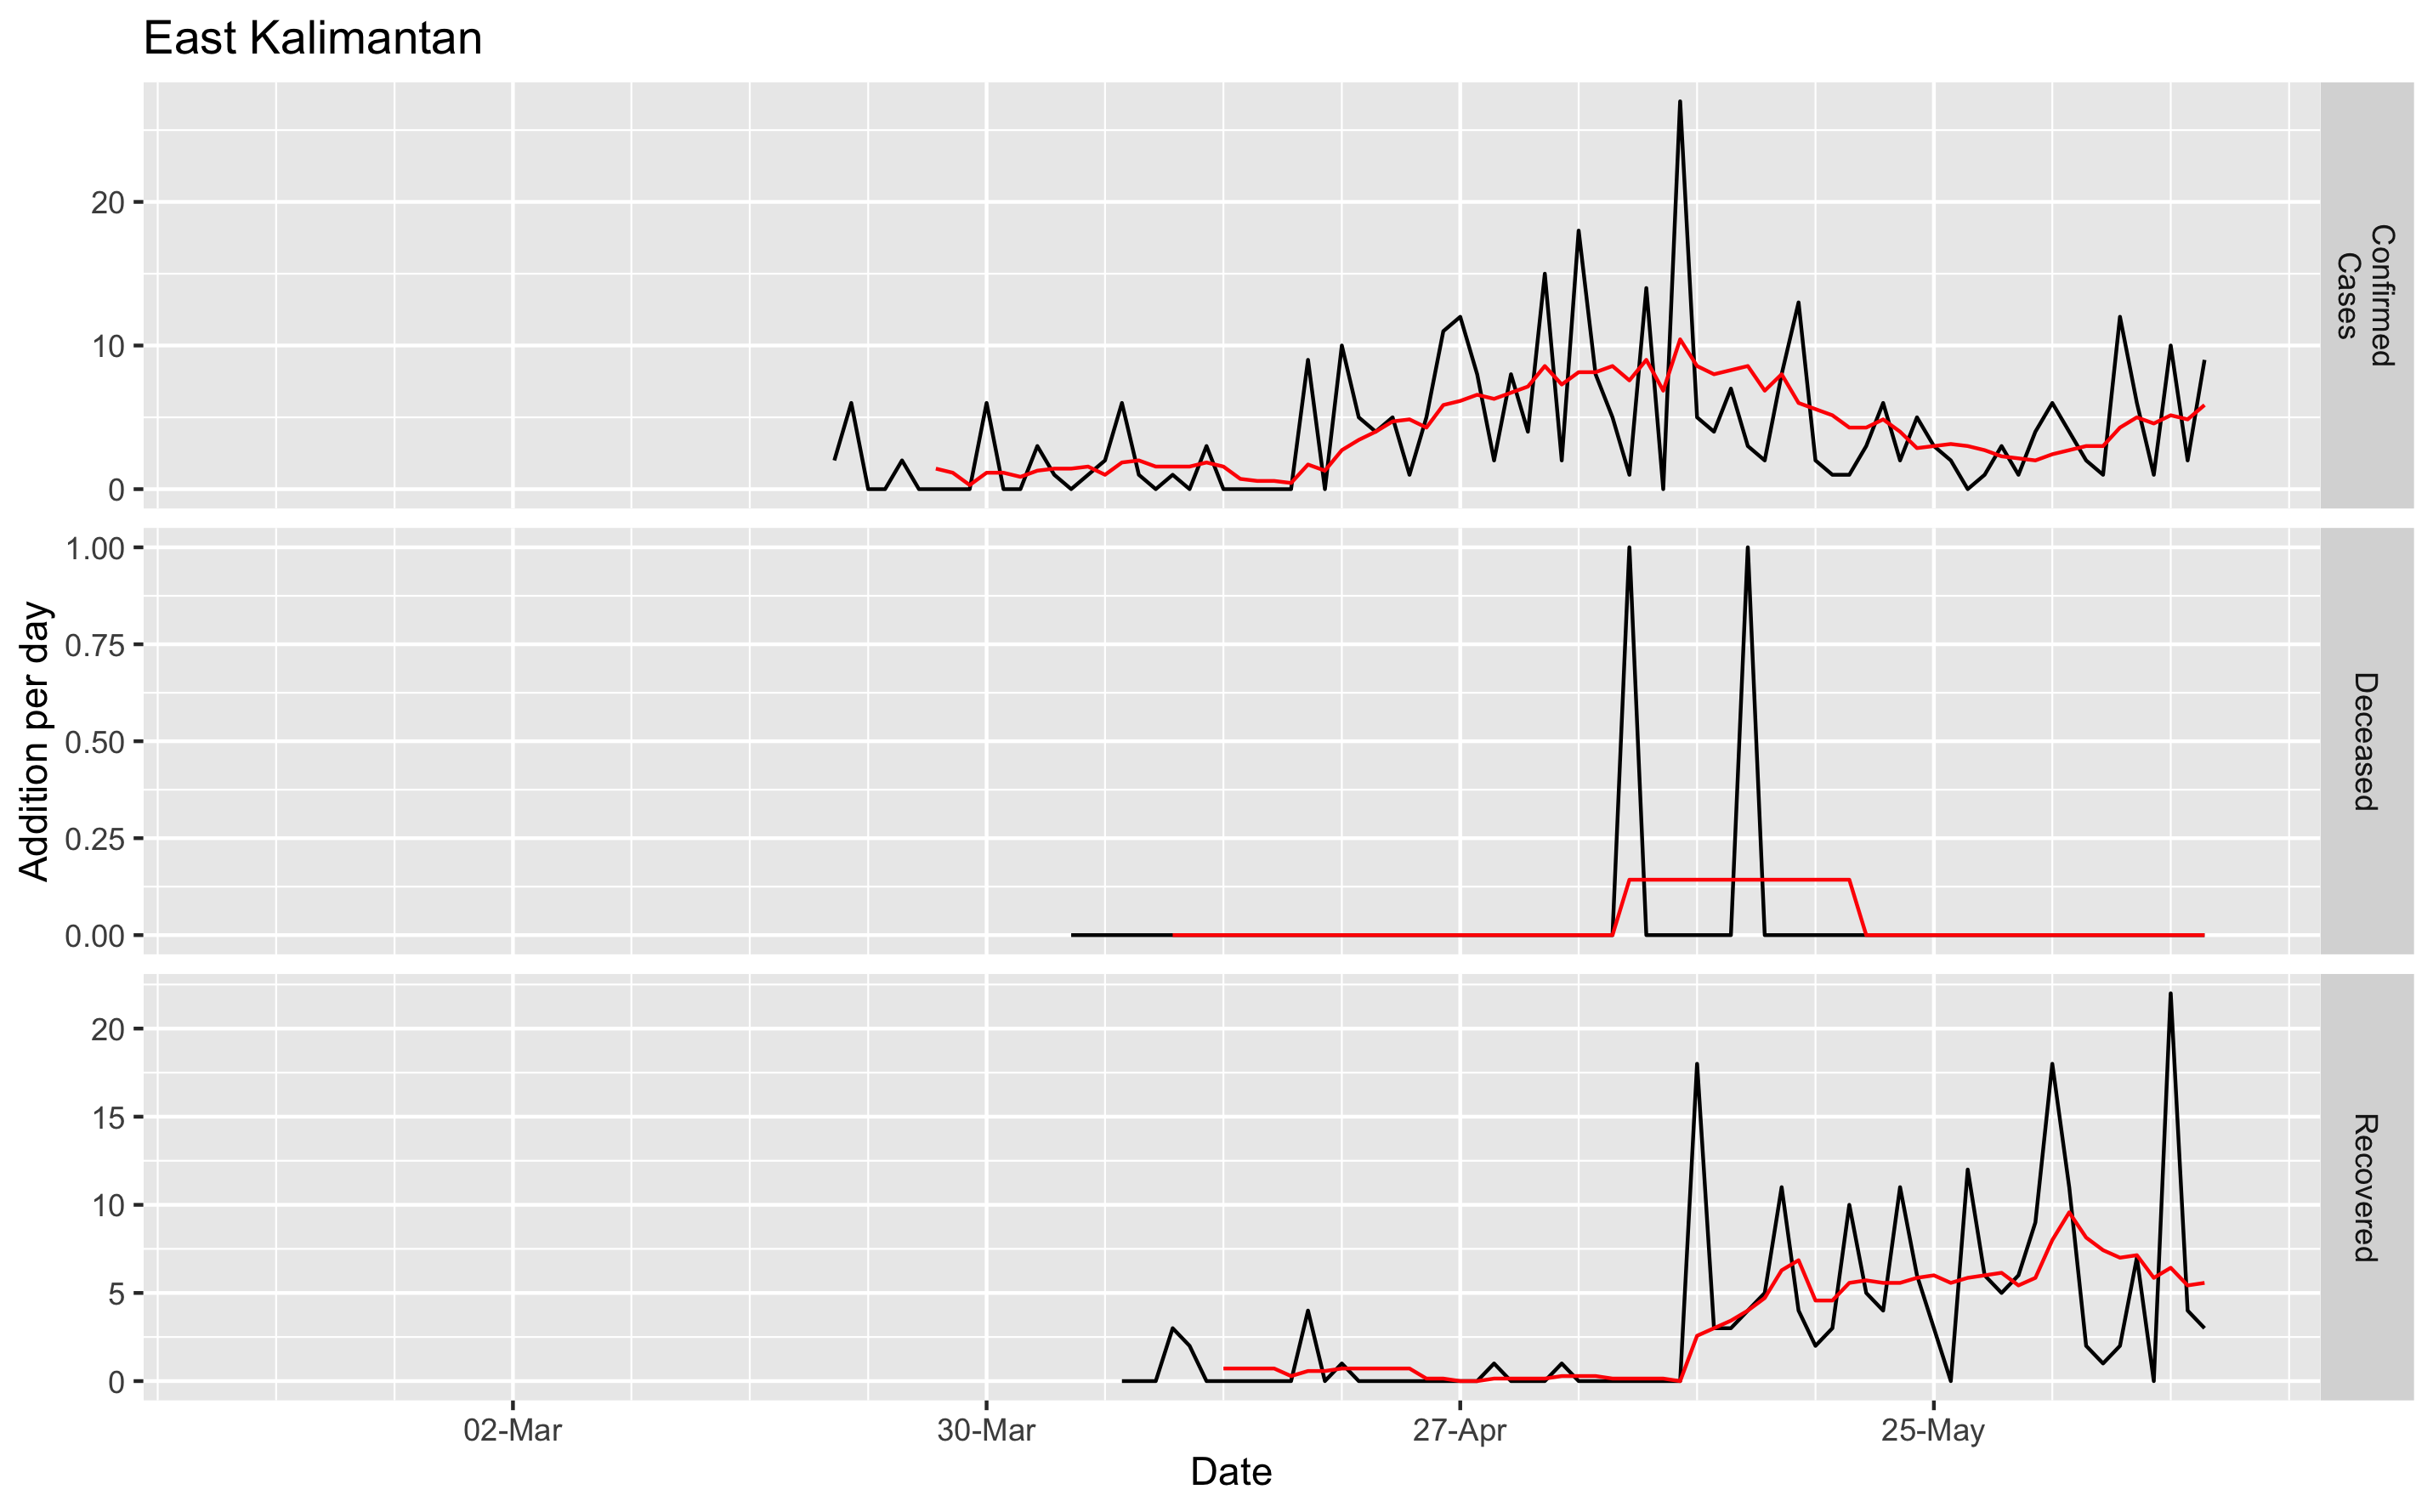 East Kalimantan
Addition per day
20
10
0
Confirmed
Cases
1.00
0.75
0.50
0.25
0.00
Deceased
20
15
10
5
0
Recovered
02-Mar
30-Mar
27-Apr
25-May
Date